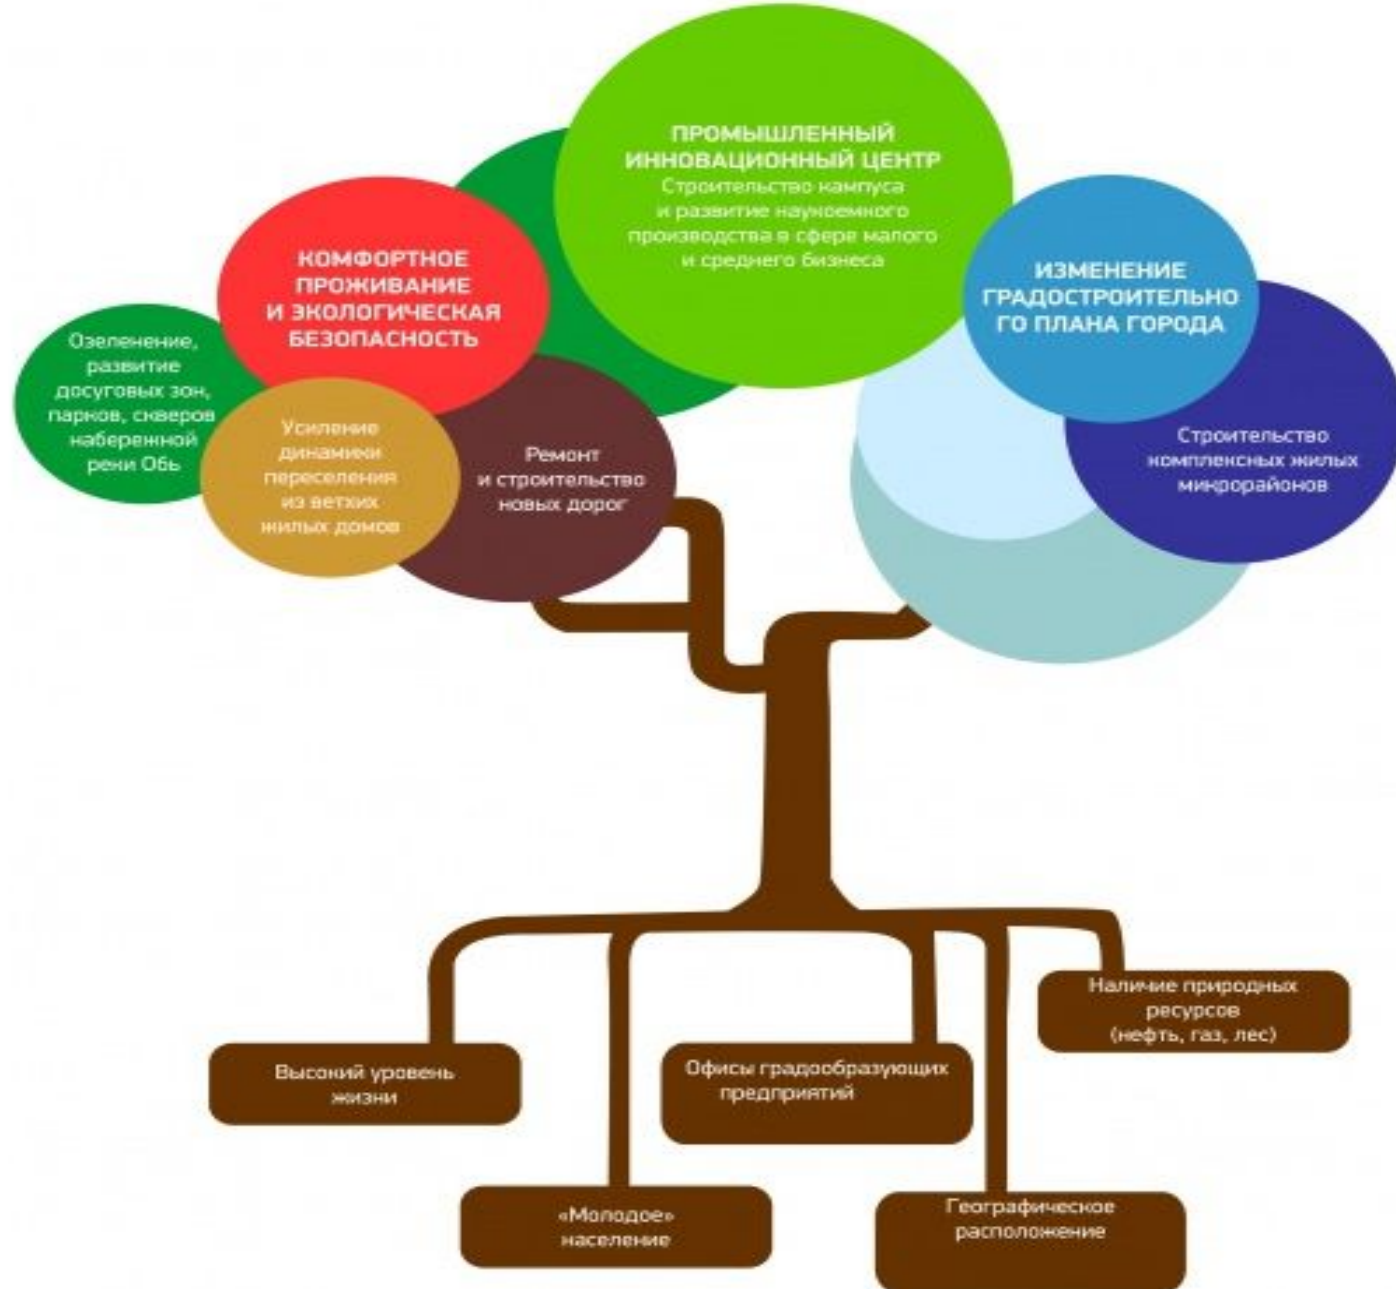 ПРОМЫШЛЕННЫЙ
ИННОВАЦИОННЫЙ ЦЕНТР
Строительство кампуса
и развитие наукоемкого
производства в сфере малого
и среднего бизнеса
КОМФОРТНОЕ
ПРОЖИВАНИЕ
И ЭКОЛОГИЧЕСКАЯ
БЕЗОПАСНОСТЬ
ИЗМЕНЕНИЕ
ГРАДОСТРОИТЕЛЬНО
ГО ПЛАНА ГОРОДА
Озеленение,
развитие
досуговых зон,
парков, скверов
набережной
реки Обь
Усиление
динамики
переселения
из ветхих
жилых домов
Ремонт
и строительство
новых дорог
Строительство
комплексных жилых
микрорайонов
Наличие природных
ресурсов
(нефть, газ, лес)
Высокий уровень
жизни
Офисы градообразующих
предприятий
«Молодое»
население
Географическое
расположение